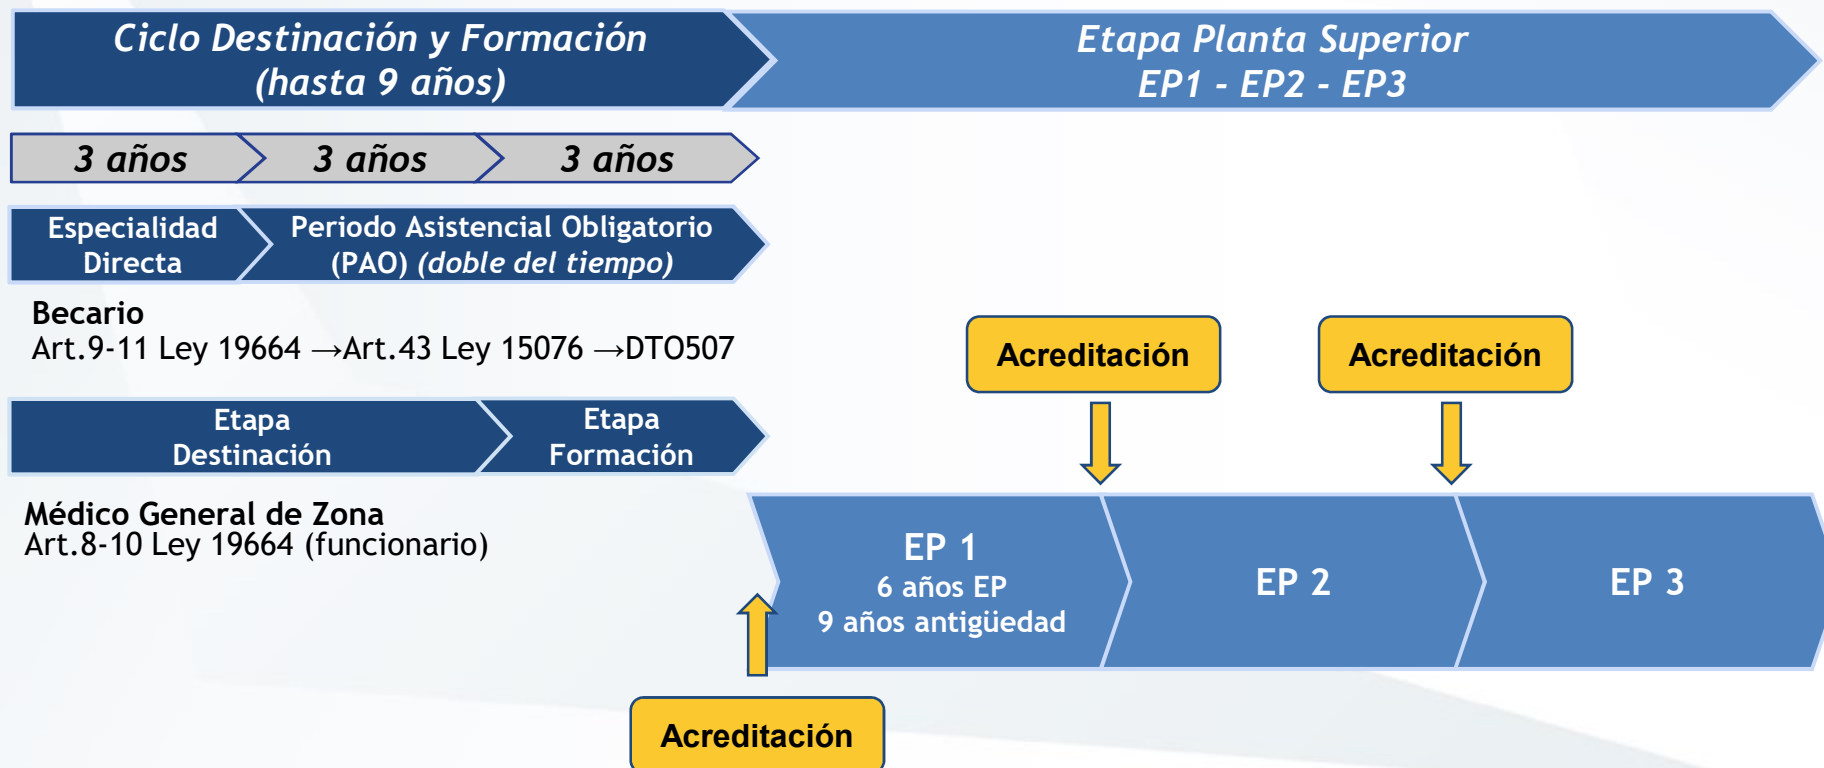 Ciclo Destinación y Formación
(hasta 9 años)
Etapa Planta Superior
EP1 - EP2 - EP3
3 años
3 años
3 años
Especialidad
Directa
Periodo Asistencial Obligatorio
(PAO) (doble del tiempo)
Becario
Art.9-11 Ley 19664 →Art.43 Ley 15076 →DTO507
Acreditación
Acreditación
Etapa
Destinación
Etapa
Formación
Médico General de Zona
Art.8-10 Ley 19664 (funcionario)
EP 1
6 años EP
9 años antigüedad
EP 2
EP 3
Acreditación